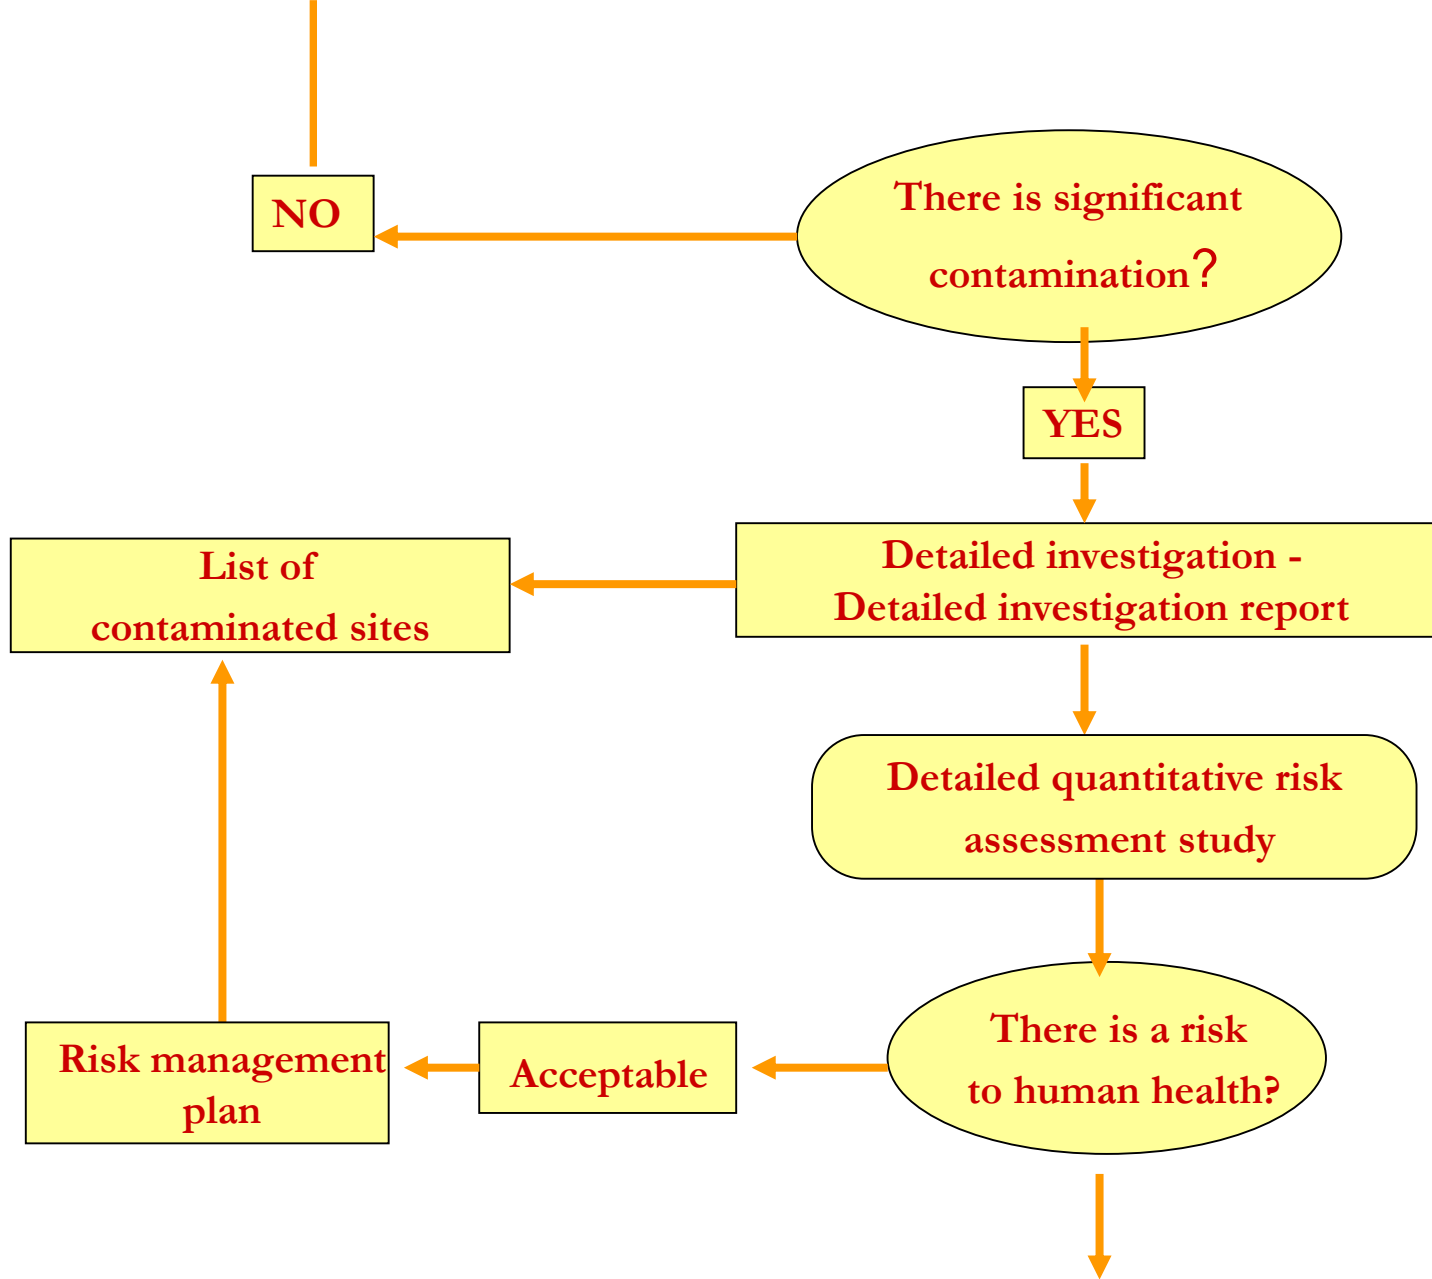 There is significant
contamination?
NO
YES
Detailed investigation -
Detailed investigation report
List of
contaminated sites
Detailed quantitative risk
assessment study
There is a risk
to human health?
Acceptable
Risk management
plan